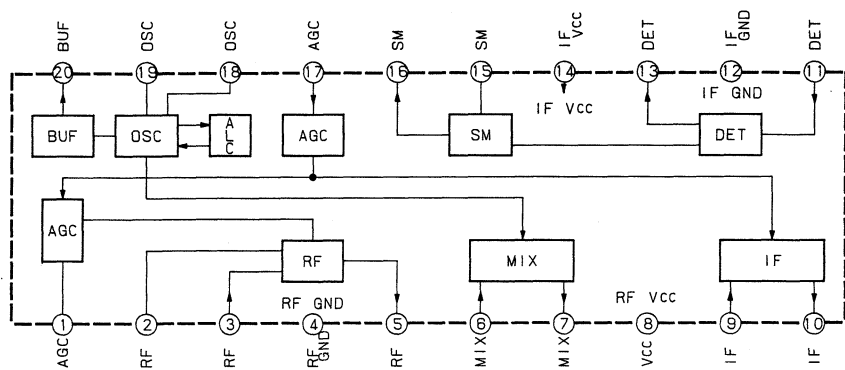 BUF OSC OSC AGC SM SM IF VCC DET IF GND DET
20 19 18 17 16 15 14 13 12 11
IF VCC IF GND
BUF OSC ALC AGC SM DET
AGC RF MIX IF
RF GND RF VCC
1 2 3 4 5 6 7 8 9 10
AGC RF RF RF GND RF MIX MIX VCC IF IF